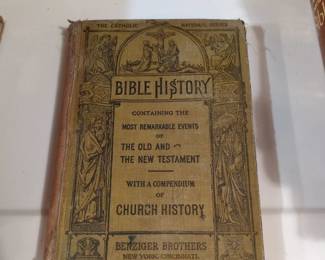 THE CATHOLIC NATIONAL SERIES
BIBLE HISTORY
CONTAINING THE
MOST REMARKABLE EVENTS
OF
THE OLD AND
THE NEW TESTAMENT
WITH A COMPENDIUM
OF
CHURCH HISTORY
BENZIGER BROTHERS
NEW YORK, CINCINNATI,